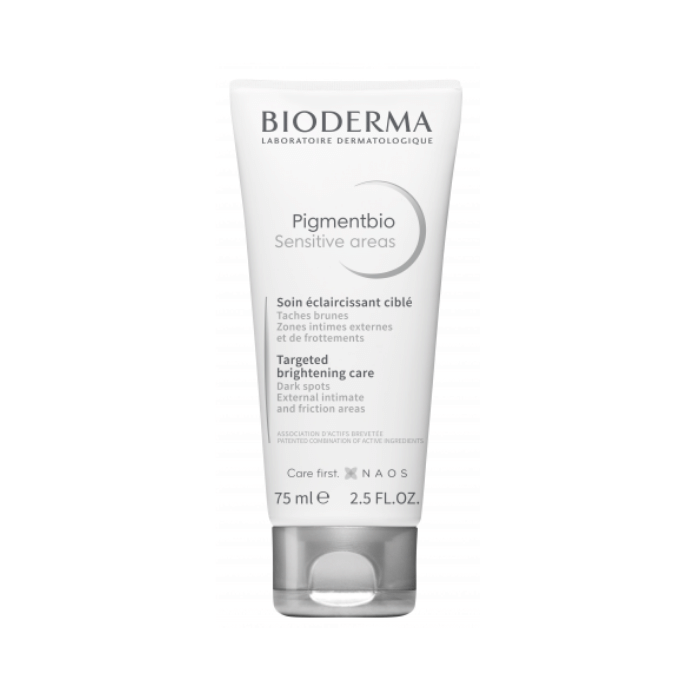 BIODERMA
LABORATOIRE DERMATOLOGIQUE
Pigmentbio
Sensitive areas
Soin éclaircissant ciblé
Taches brunes
Zones intimes externes
et de frottements
Targeted
brightening care
Dark spots
External intimate
and friction areas
ASSOCIATION D'ACTIFS BREVETÉE
PATENTED COMBINATION OF ACTIVE INGREDIENTS
Care first. NAOS
75 ml ℮ 2.5 FL.OZ.